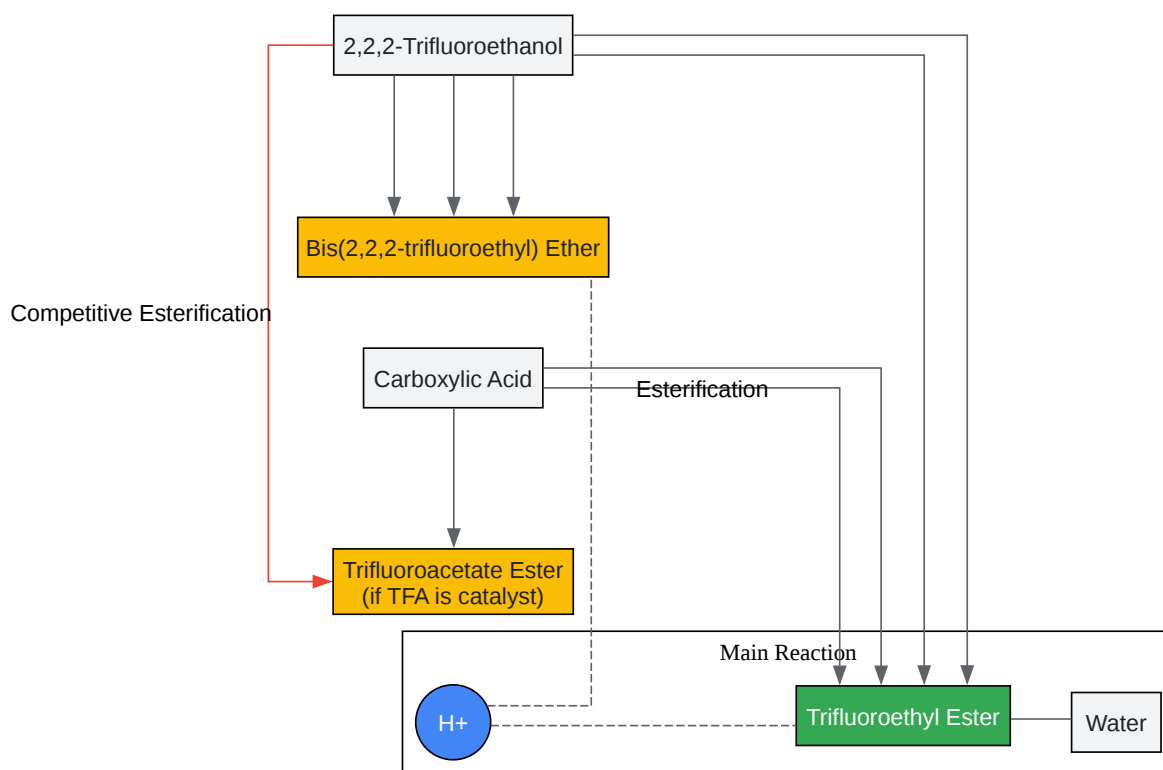 2,2,2-Trifluoroethanol
Bis(2,2,2-trifluoroethyl) Ether
Competitive Esterification
Carboxylic Acid
Esterification
Trifluoroacetate Ester
(if TFA is catalyst)
Main Reaction
H+
Trifluoroethyl Ester
Water